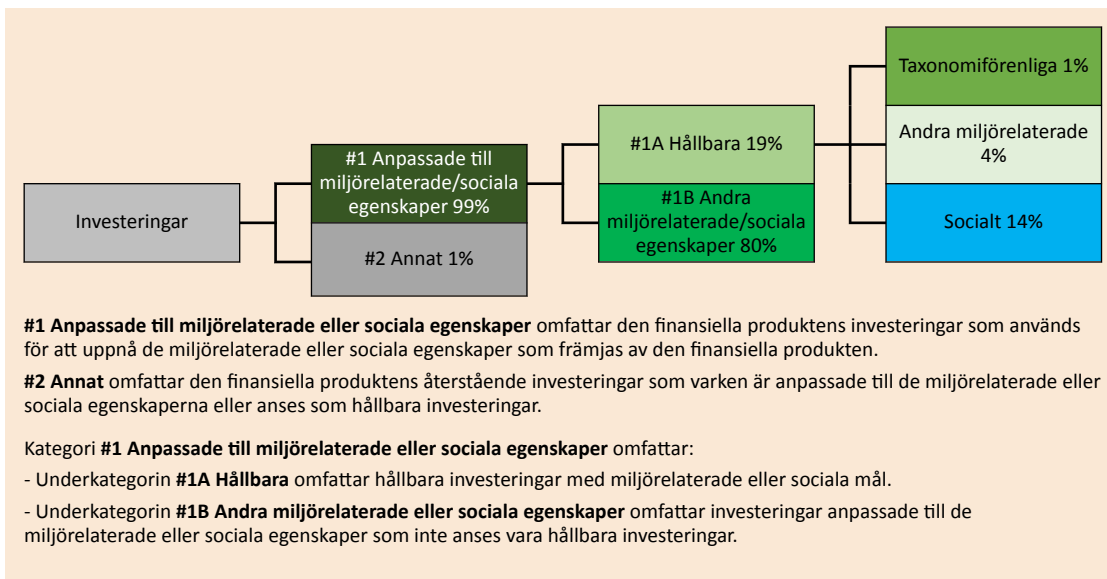 Investeringar
#1 Anpassade till
miljörelaterade/sociala
egenskaper 99%
#2 Annat 1%
#1A Hållbara 19%
#1B Andra
miljörelaterade/sociala
egenskaper 80%
Taxonomiförenliga 1%
Andra miljörelaterade
4%
Socialt 14%
#1 Anpassade till miljörelaterade eller sociala egenskaper omfattar den finansiella produktens investeringar som används
för att uppnå de miljörelaterade eller sociala egenskaper som främjas av den finansiella produkten.
#2 Annat omfattar den finansiella produktens återstående investeringar som varken är anpassade till de miljörelaterade eller
sociala egenskaperna eller anses som hållbara investeringar.
Kategori #1 Anpassade till miljörelaterade eller sociala egenskaper omfattar:
- Underkategorin #1A Hållbara omfattar hållbara investeringar med miljörelaterade eller sociala mål.
- Underkategorin #1B Andra miljörelaterade eller sociala egenskaper omfattar investeringar anpassade till de
miljörelaterade eller sociala egenskaper som inte anses vara hållbara investeringar.